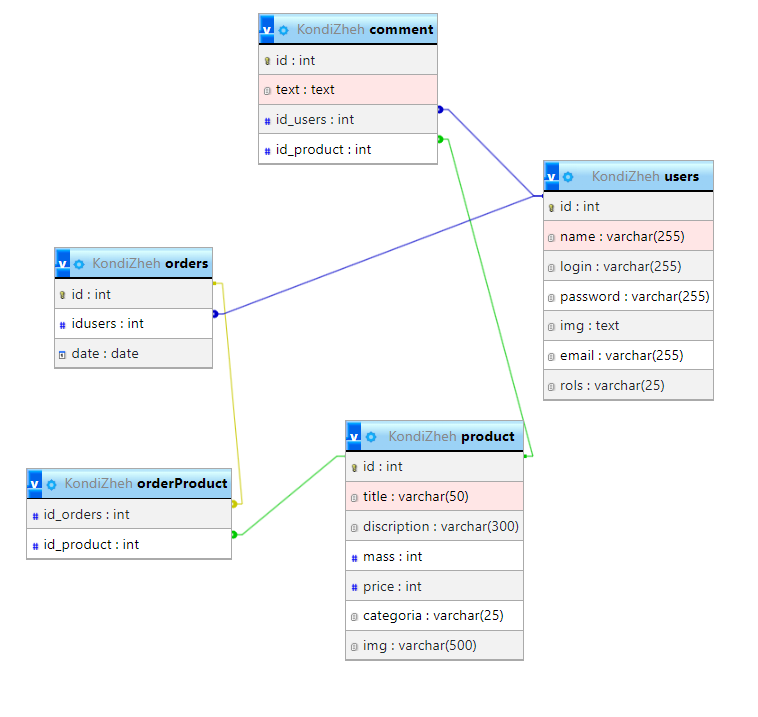 v KondiZheh comment
id : int
text : text
id_users : int
id_product : int
v KondiZheh users
id : int
name : varchar(255)
login : varchar(255)
password : varchar(255)
img : text
email : varchar(255)
rols : varchar(25)
v KondiZheh orders
id : int
idusers : int
date : date
v KondiZheh product
id : int
title : varchar(50)
discription : varchar(300)
mass : int
price : int
categoria : varchar(25)
img : varchar(500)
v KondiZheh orderProduct
id_orders : int
id_product : int